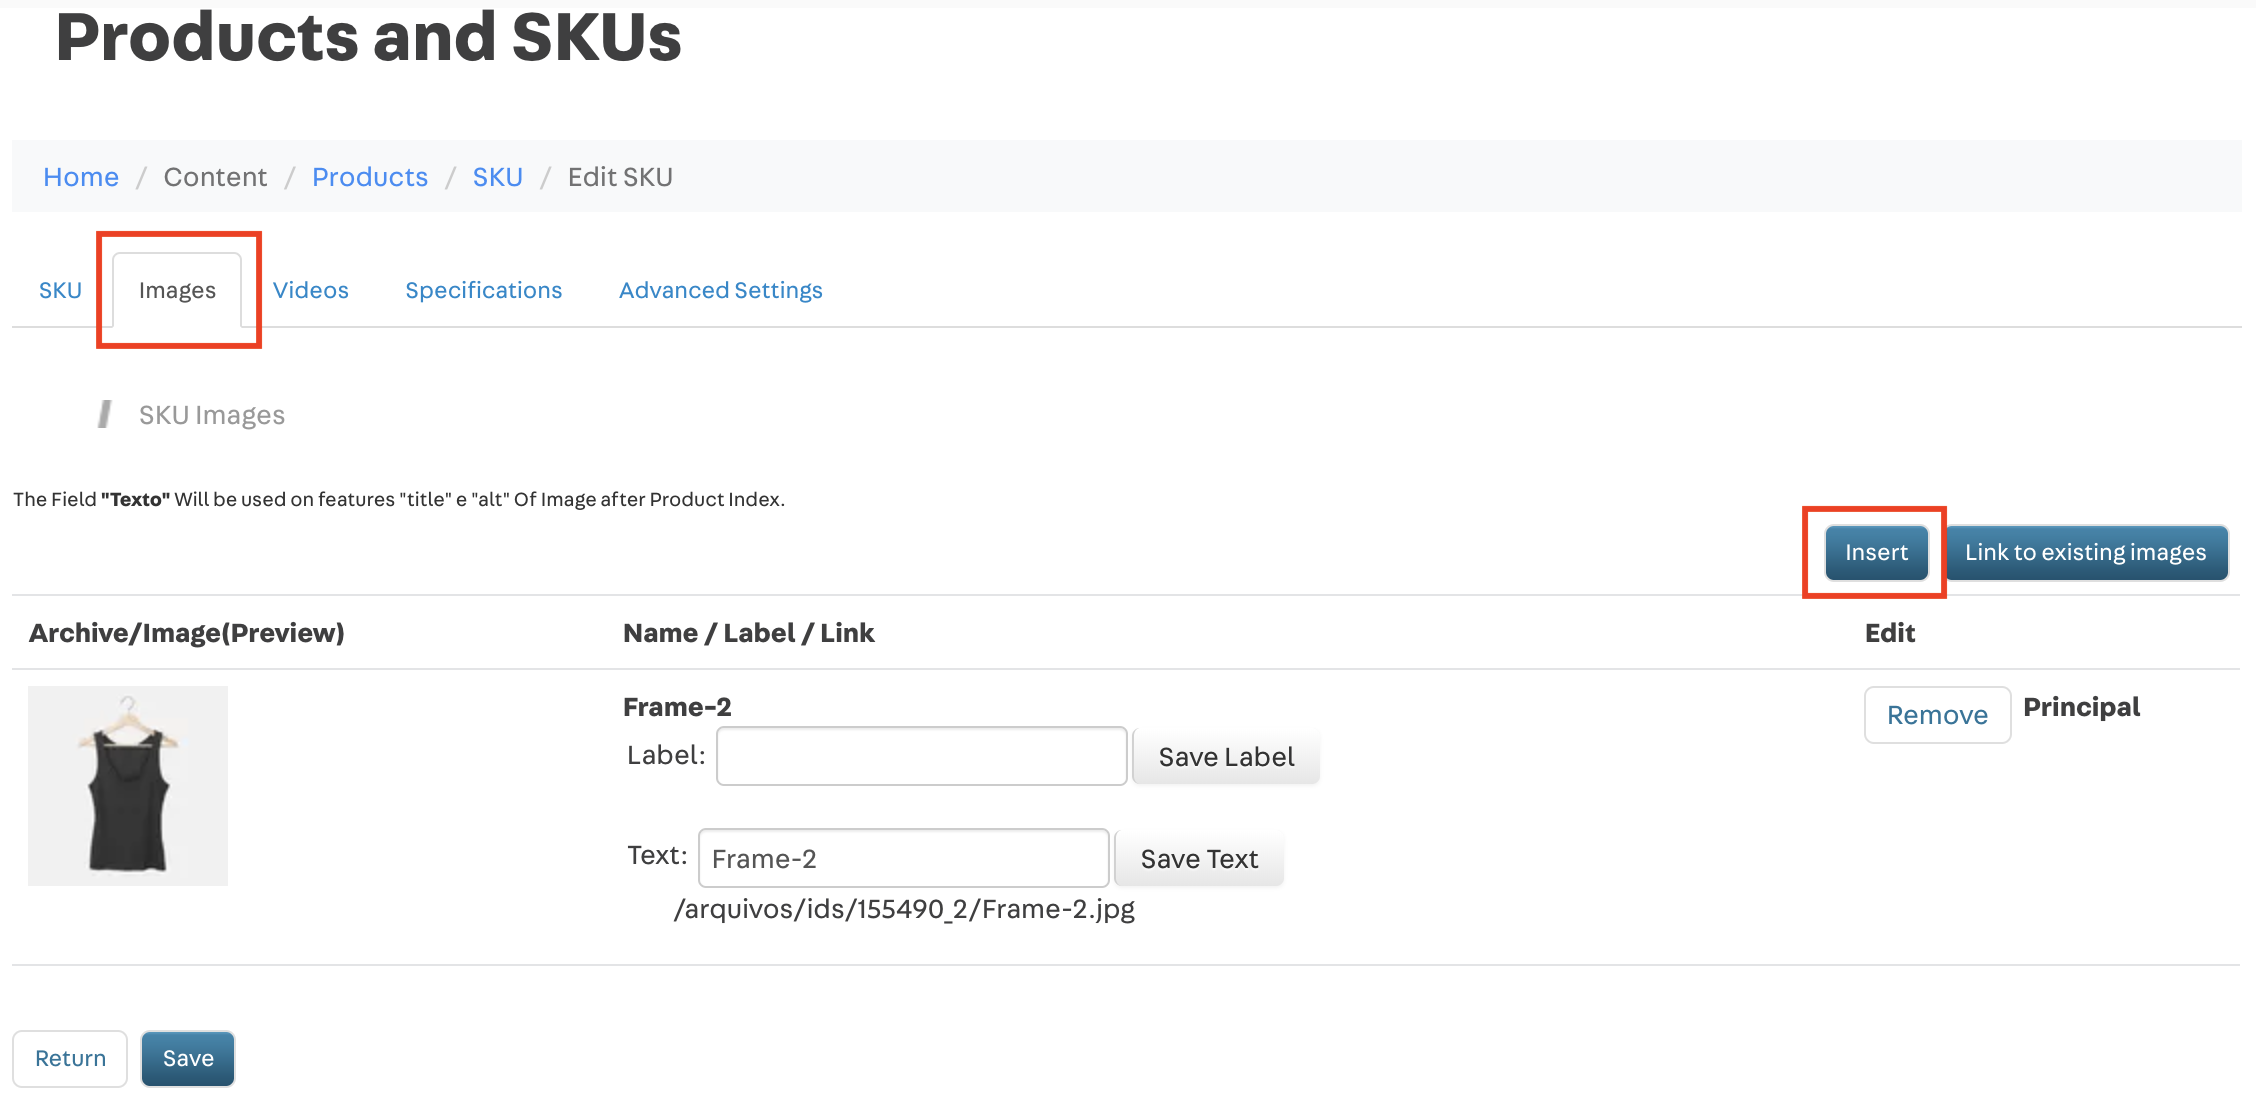 Products and SKUs
Home / Content / Products / SKU / Edit SKU
SKU Images Videos Specifications Advanced Settings
SKU Images
The Field "Texto" Will be used on features "title" e "alt" Of Image after Product Index.
Insert Link to existing images
Archive/Image(Preview) Name / Label / Link Edit
Frame-2 Remove Principal
Label: Save Label
Text: Frame-2 Save Text
/arquivos/ids/155490_2/Frame-2.jpg
Return Save